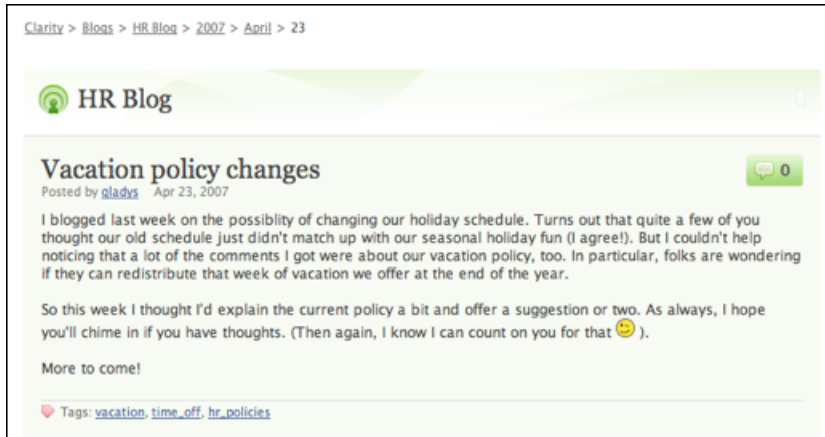 Clarity > Blogs > HR Blog > 2007 > April > 23
HR Blog
Vacation policy changes
0
Posted by gladys Apr 23, 2007
I blogged last week on the possiblity of changing our holiday schedule. Turns out that quite a few of you
thought our old schedule just didn't match up with our seasonal holiday fun (I agree!). But I couldn't help
noticing that a lot of the comments I got were about our vacation policy, too. In particular, folks are wondering
if they can redistribute that week of vacation we offer at the end of the year.
So this week I thought I'd explain the current policy a bit and offer a suggestion or two. As always, I hope
you'll chime in if you have thoughts. (Then again, I know I can count on you for that ).
More to come!
Tags: vacation, time_off, hr_policies